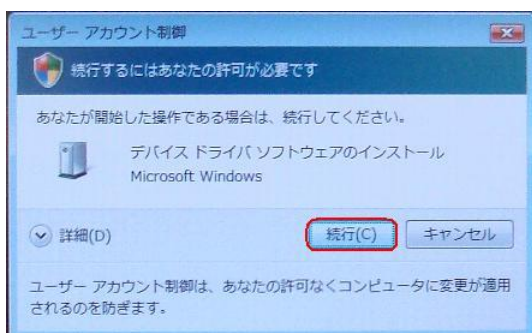 ユーザー アカウント制御
続行するにはあなたの許可が必要です
あなたが開始した操作である場合は、続行してください。
デバイス ドライバ ソフトウェアのインストール
Microsoft Windows
詳細(D)
続行(C)
キャンセル
ユーザー アカウント制御は、あなたの許可なくコンピュータに変更が適用
されるのを防ぎます。